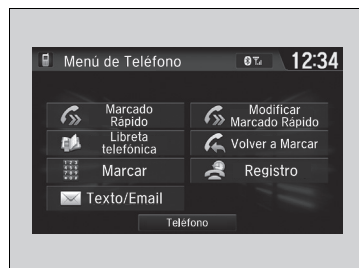 Menú de Teléfono
12:34
Marcado
Rápido
Modificar
Marcado Rápido
Libreta
telefónica
Volver a Marcar
Marcar
Registro
Texto/Email
Teléfono